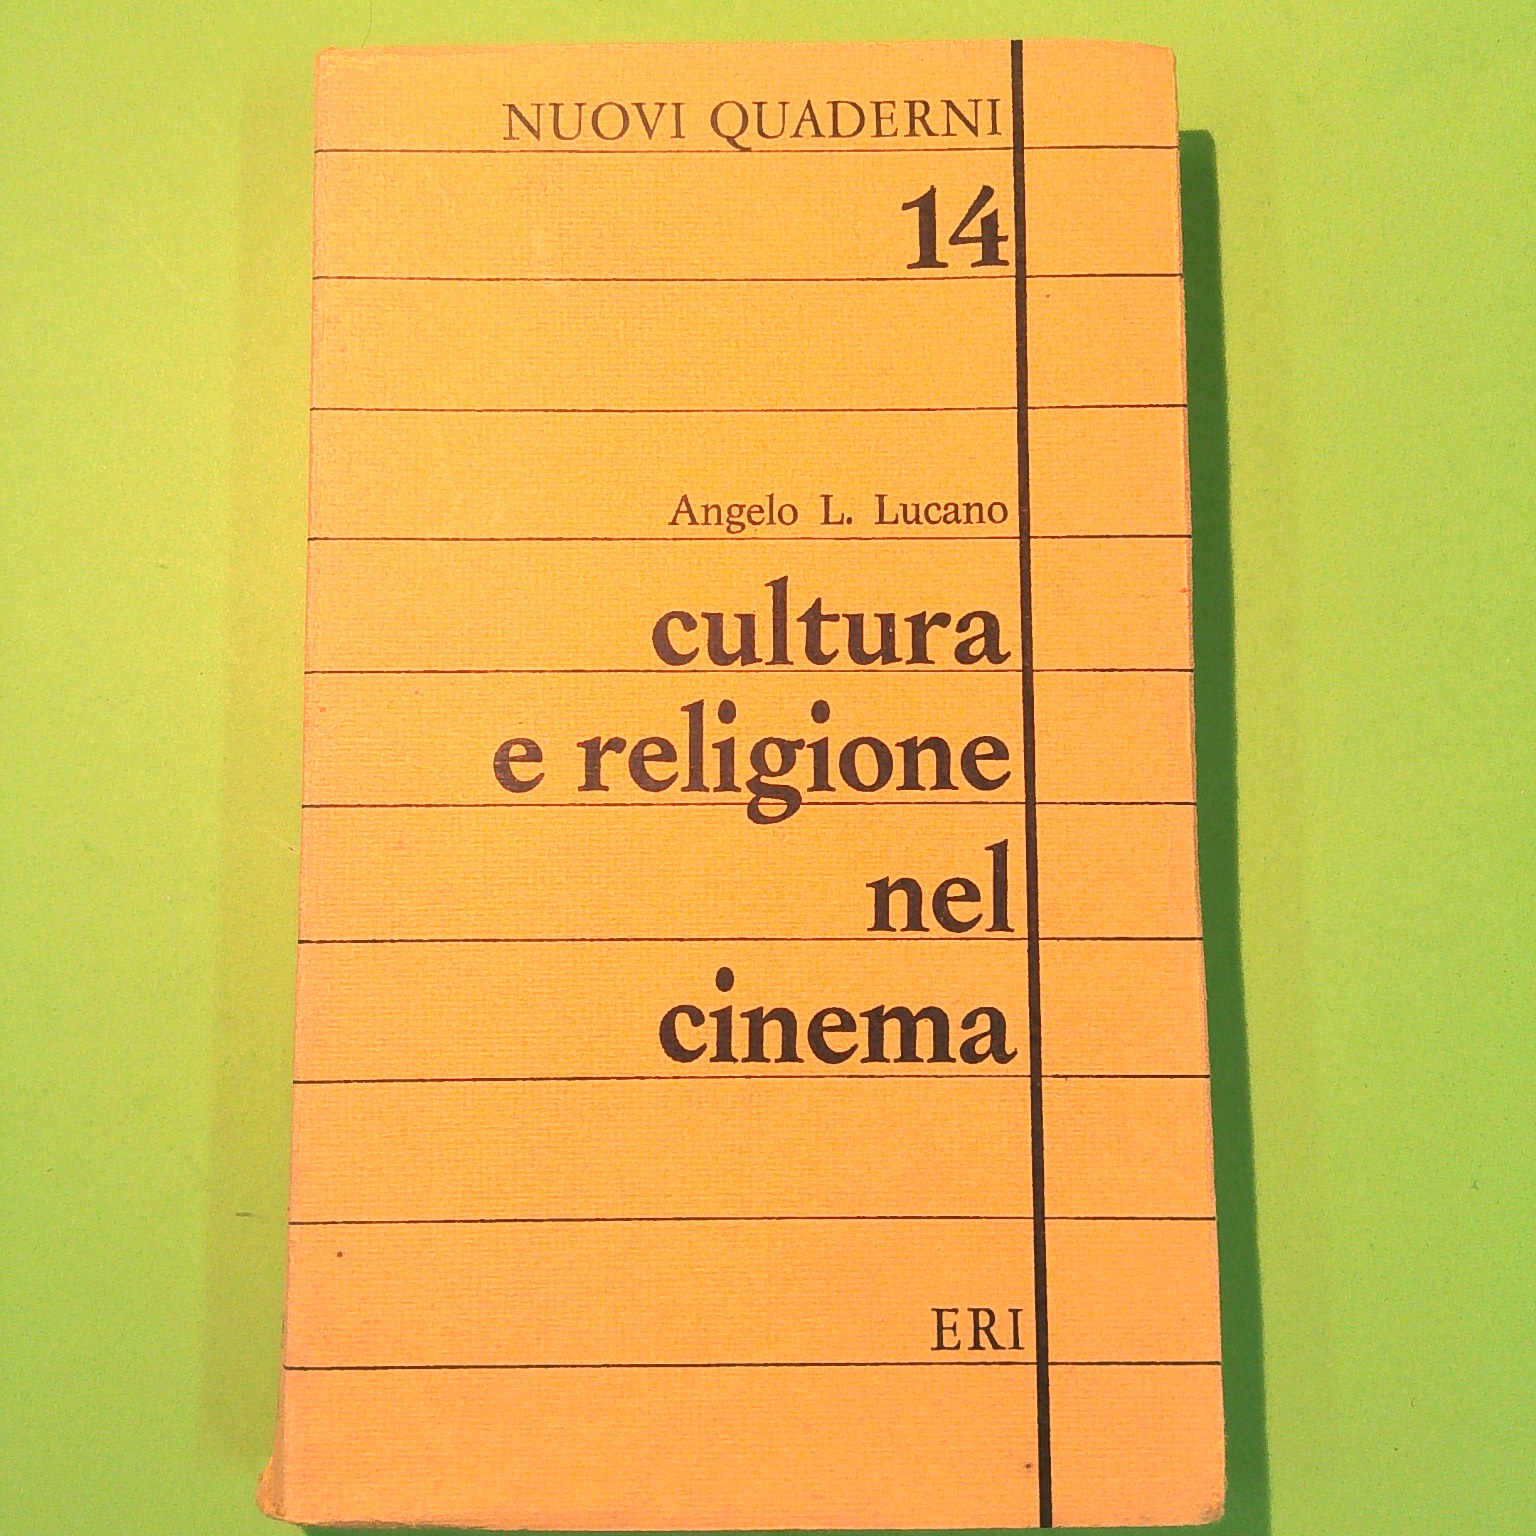 NUOVI QUADERNI
14
Angelo L. Lucano
cultura
e religione
nel
cinema
ERI